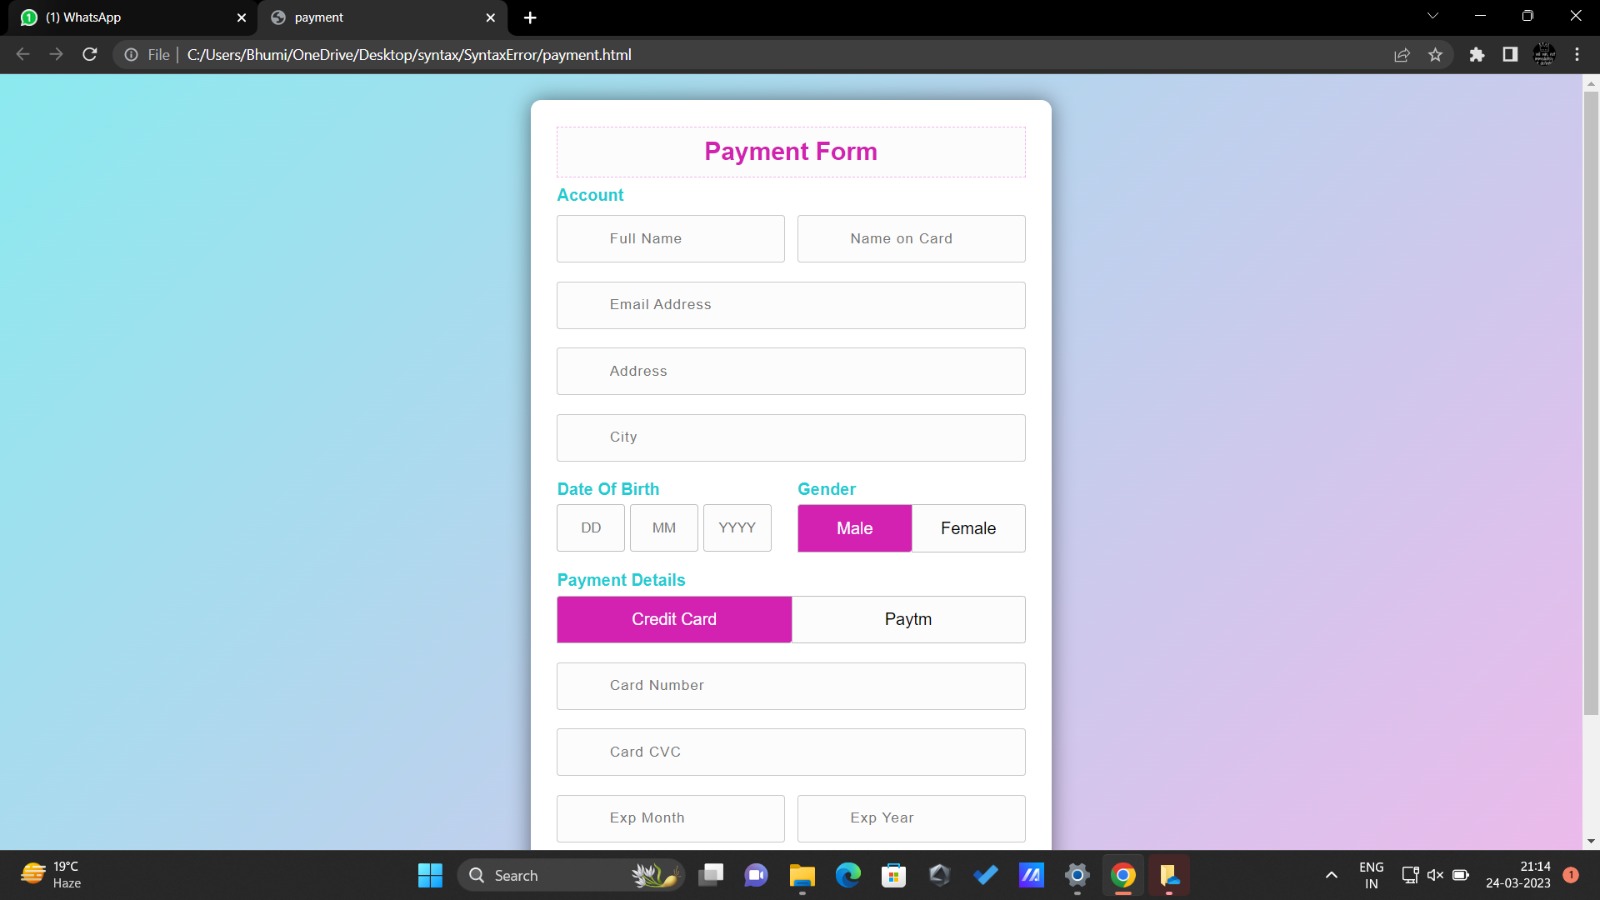 (1) WhatsApp
payment
File
C:/Users/Bhumi/OneDrive/Desktop/syntax/SyntaxError/payment.html
Payment Form
Account
Full Name
Name on Card
Email Address
Address
City
Date Of Birth
Gender
DD
MM
YYYY
Male
Female
Payment Details
Credit Card
Paytm
Card Number
Card CVC
Exp Month
Exp Year
19°C
Haze
Search
ENG
IN
21:14
24-03-2023
1